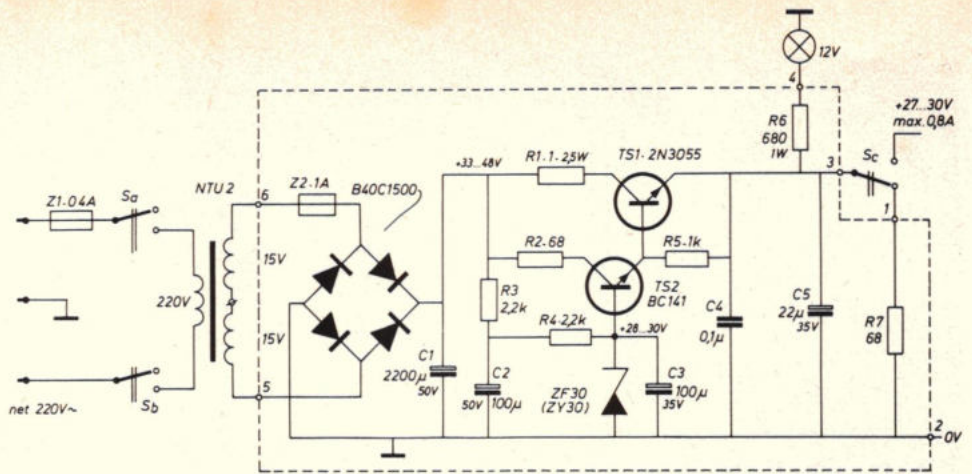 12V
4
R6
680
1W
+27...30V
max. 0,8A
+33...48V
R1.1-2,5W
TS1-2N3055
3
Sc
1
Z1.04A
Sa
NTU 2
6
Z2.1A
B40C1500
15V
220V
15V
R2-68
R5-1k
TS2
BC141
R3
2,2k
R4-2,2k
+28...30V
C4
0,1µ
C5
22µ
35V
R7
68
C1
2200µ
50V
C2
50V
100µ
ZF30
(ZY30)
C3
100µ
35V
5
Sb
net 220V~
2
0V